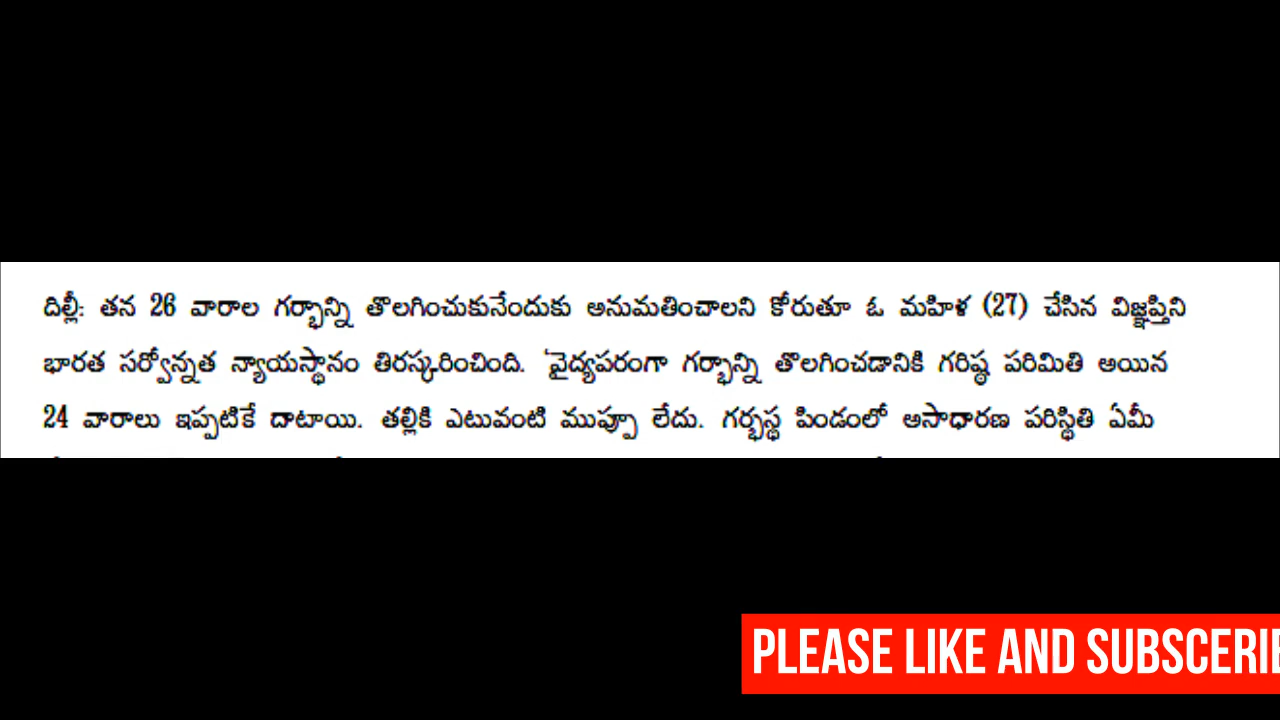 దిల్లీ: తన 26 వారాల గర్భాన్ని తొలగించుకునేందుకు అనుమతించాలని కోరుతూ ఓ మహిళ (27) చేసిన విజ్ఞప్తిని
భారత సర్వోన్నత న్యాయస్థానం తిరస్కరించింది. 'వైద్యపరంగా గర్భాన్ని తొలగించడానికి గరిష్ఠ పరిమితి అయిన
24 వారాలు ఇప్పటికే దాటాయి. తల్లికి ఎటువంటి ముప్పూ లేదు. గర్భస్థ పిండంలో అసాధారణ పరిస్థితి ఏమీ
PLEASE LIKE AND SUBSCERIE